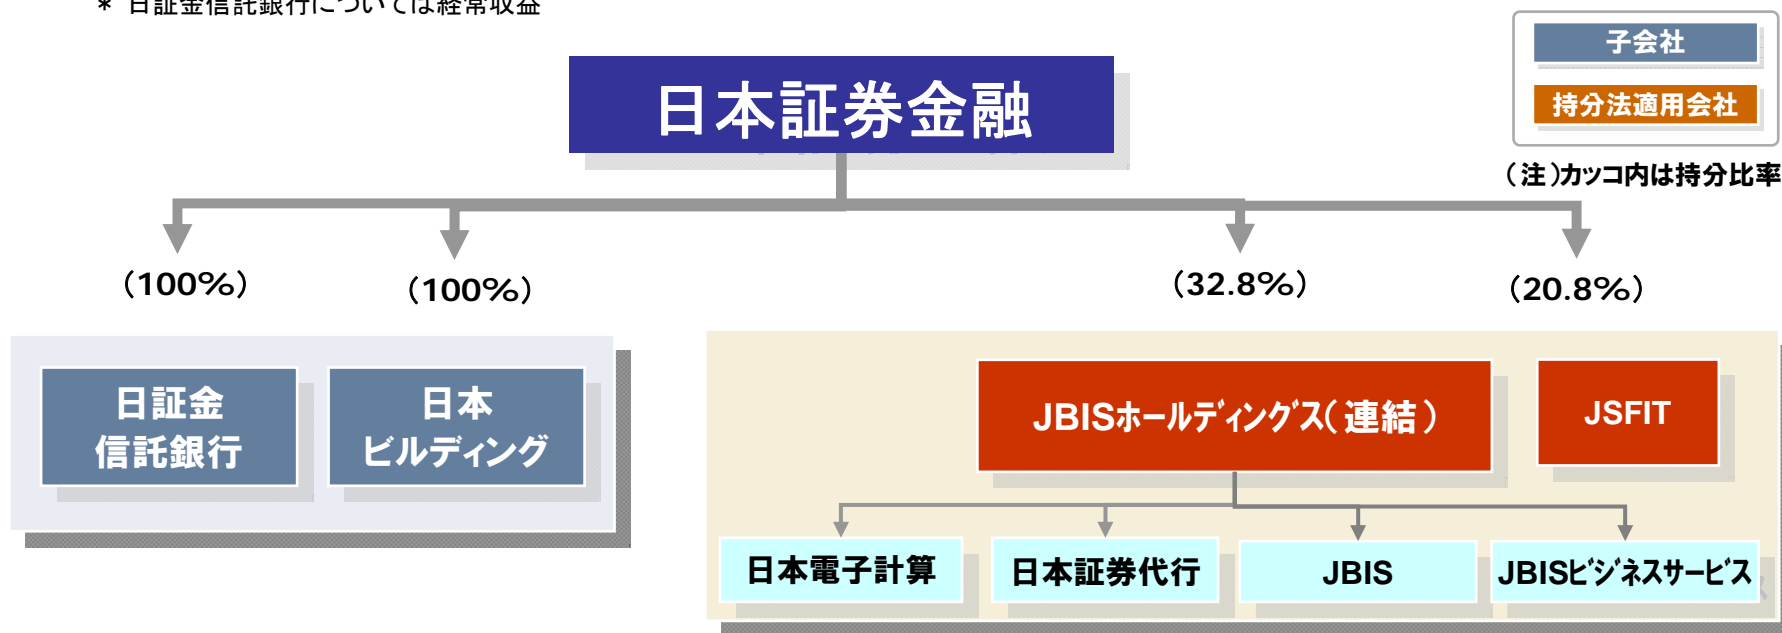 * 日証金信託銀行については経常収益
子会社
持分法適用会社
（注）カッコ内は持分比率
日本証券金融
（100%）
（100%）
（32.8%）
（20.8%）
日証金
信託銀行
日本
ビルディング
JBISホールディングス（連結）
JSFIT
日本電子計算
日本証券代行
JBIS
JBISビジネスサービス